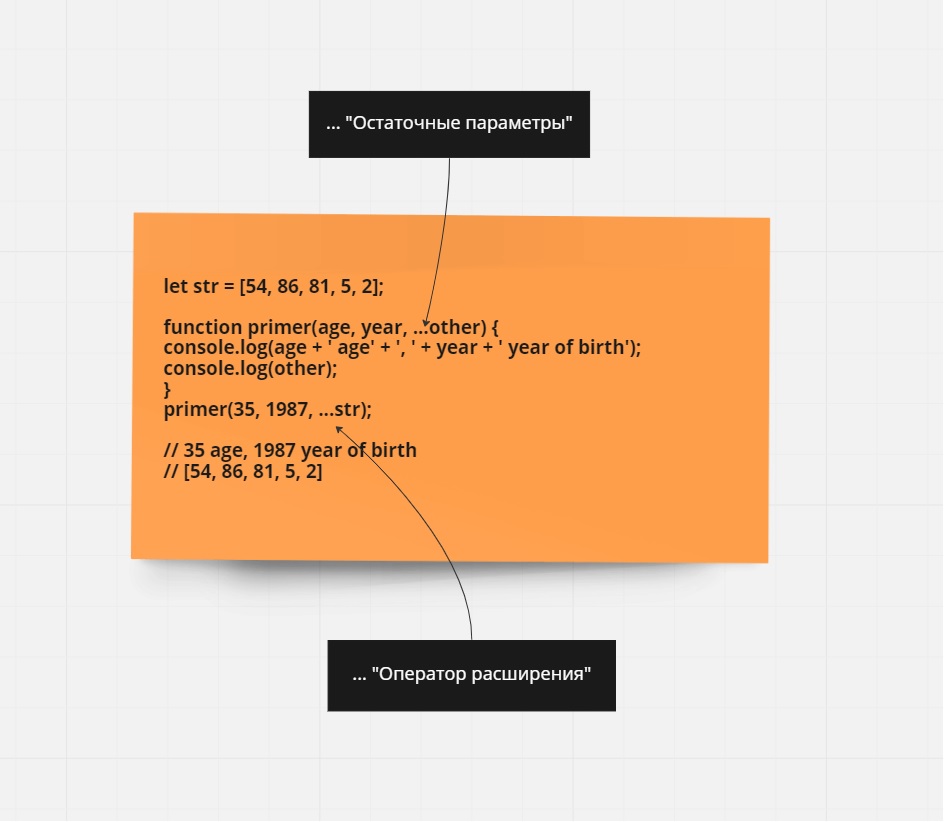 ... "Остаточные параметры"
let str = [54, 86, 81, 5, 2];
function primer(age, year, ...other) {
console.log(age + ' age' + ', ' + year + ' year of birth');
console.log(other);
}
primer(35, 1987, ...str);
// 35 age, 1987 year of birth
// [54, 86, 81, 5, 2]
... "Оператор расширения"